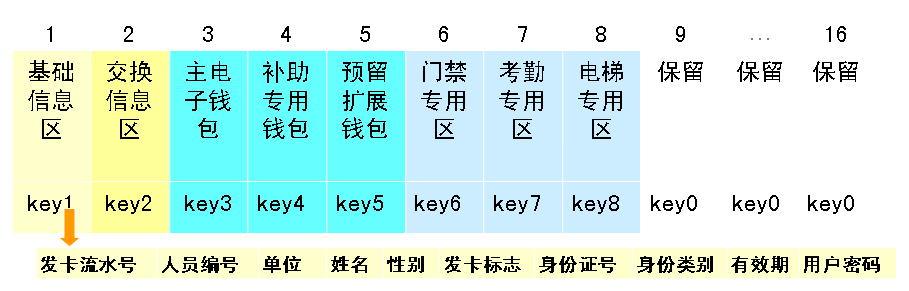 1 2 3 4 5 6 7 8 9 ... 16
基础 交换 主电 补助 预留 门禁 考勤 电梯 保留 保留 保留
信息 信息 子钱 专用 扩展 专用 专用 专用
区 区 包 钱包 钱包 区 区 区
key1 key2 key3 key4 key5 key6 key7 key8 key0 key0 key0
发卡流水号 人员编号 单位 姓名 性别 发卡标志 身份证号 身份类别 有效期 用户密码